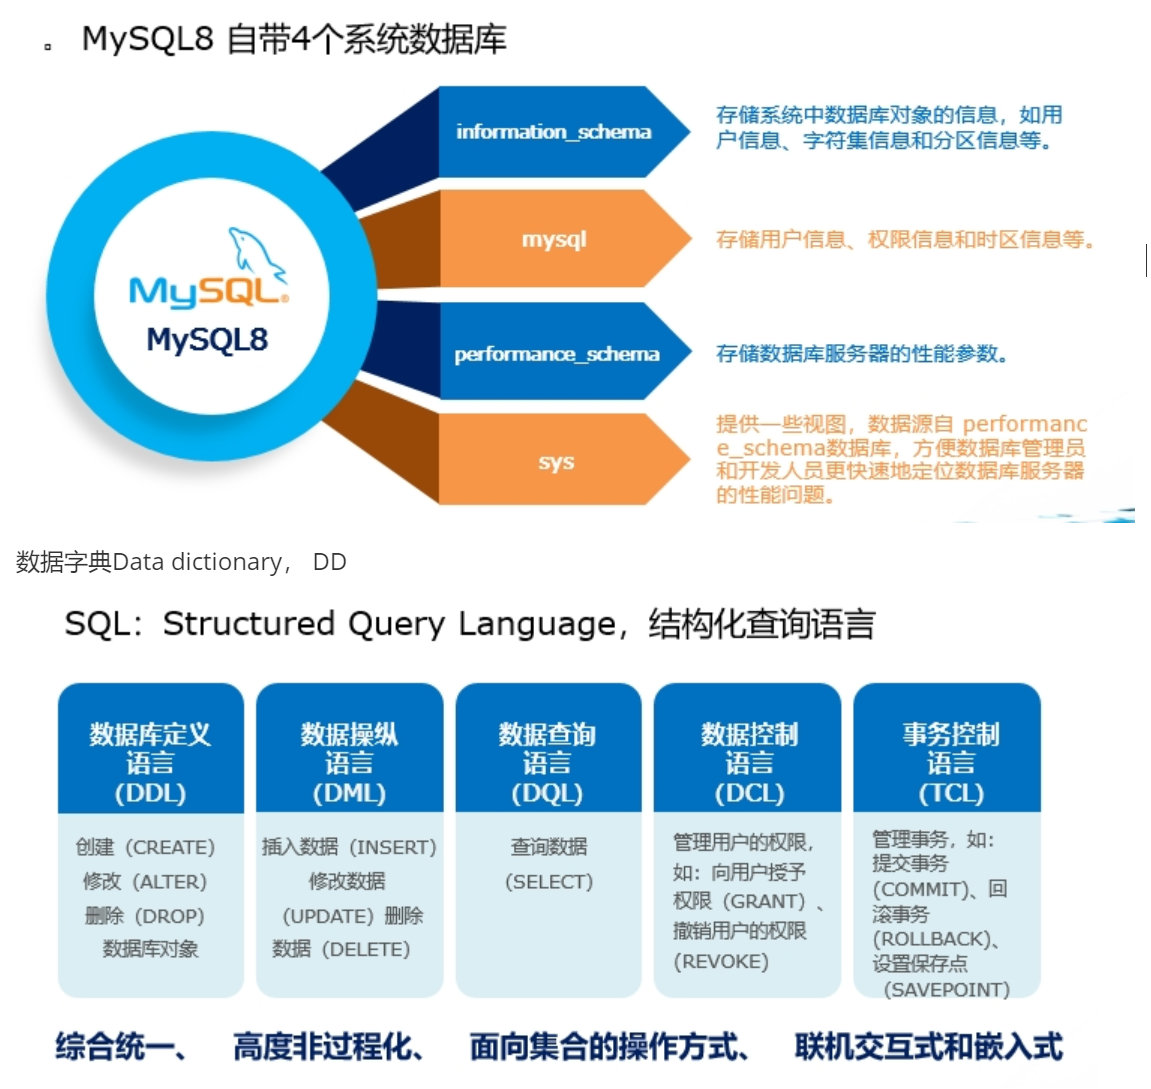 MySQL8 自带4个系统数据库
information_schema
存储系统中数据库对象的信息，如用
户信息、字符集信息和分区信息等。
mysql
存储用户信息、权限信息和时区信息等。
MySQL®
MySQL8
performance_schema
存储数据库服务器的性能参数。
sys
提供一些视图，数据源自 performanc
e_schema数据库，方便数据库管理员
和开发人员更快速地定位数据库服务器
的性能问题。
数据字典Data dictionary， DD
SQL：Structured Query Language，结构化查询语言
数据库定义
语言
(DDL)
创建（CREATE）
修改（ALTER）
删除（DROP）
数据库对象
数据操纵
语言
(DML)
插入数据（INSERT）
修改数据
（UPDATE）删除
数据（DELETE）
数据查询
语言
(DQL)
查询数据
（SELECT）
数据控制
语言
(DCL)
管理用户的权限，
如：向用户授予
权限（GRANT）、
撤销用户的权限
（REVOKE）
事务控制
语言
(TCL)
管理事务，如：
提交事务
(COMMIT)、回
滚事务
(ROLLBACK)、
设置保存点
（SAVEPOINT）
综合统一、 高度非过程化、 面向集合的操作方式、 联机交互式和嵌入式